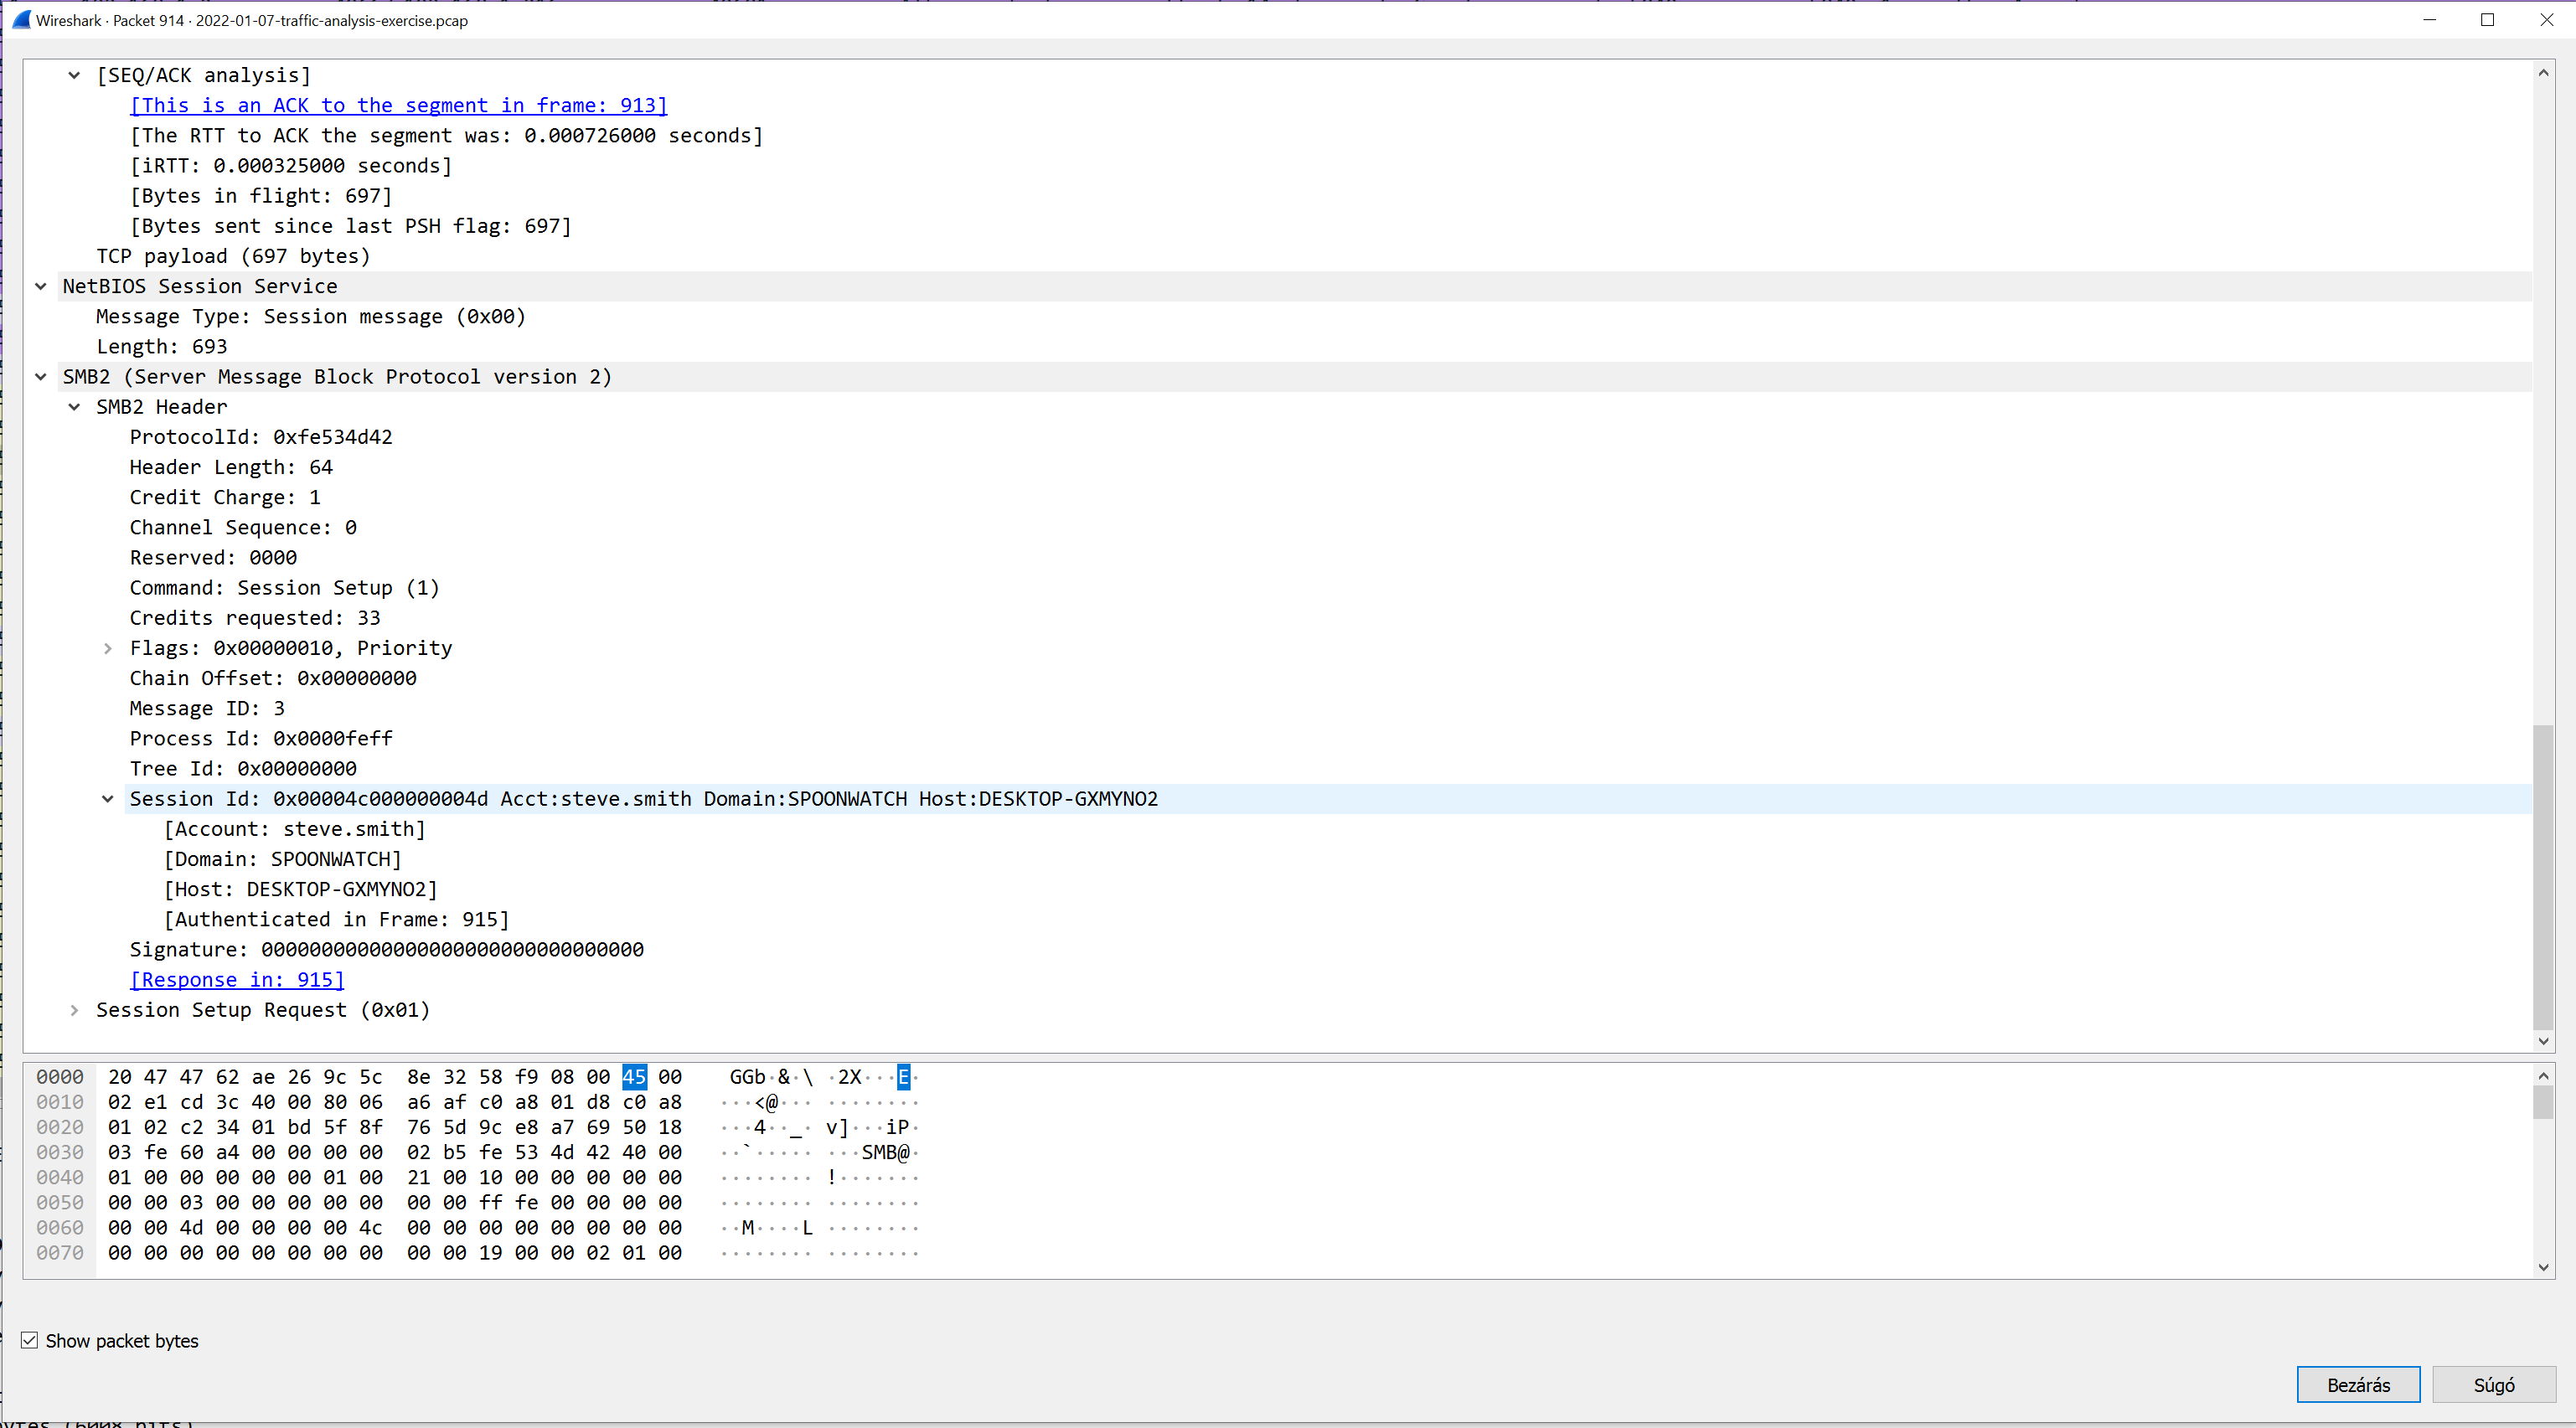 Wireshark · Packet 914 · 2022-01-07-traffic-analysis-exercise.pcap
[SEQ/ACK analysis]
[This is an ACK to the segment in frame: 913]
[The RTT to ACK the segment was: 0.000726000 seconds]
[iRTT: 0.000325000 seconds]
[Bytes in flight: 697]
[Bytes sent since last PSH flag: 697]
TCP payload (697 bytes)
NetBIOS Session Service
Message Type: Session message (0x00)
Length: 693
SMB2 (Server Message Block Protocol version 2)
SMB2 Header
ProtocolId: 0xfe534d42
Header Length: 64
Credit Charge: 1
Channel Sequence: 0
Reserved: 0000
Command: Session Setup (1)
Credits requested: 33
Flags: 0x00000010, Priority
Chain Offset: 0x00000000
Message ID: 3
Process Id: 0x0000feff
Tree Id: 0x00000000
Session Id: 0x00004c000000004d Acct:steve.smith Domain:SPOONWATCH Host:DESKTOP-GXMYNO2
[Account: steve.smith]
[Domain: SPOONWATCH]
[Host: DESKTOP-GXMYNO2]
[Authenticated in Frame: 915]
Signature: 00000000000000000000000000000000
[Response in: 915]
Session Setup Request (0x01)
0000 20 47 47 62 ae 26 9c 5c 8e 32 58 f9 08 00 45 00 GGb·&·\ ·2X···E·
0010 02 e1 cd 3c 40 00 80 06 a6 af c0 a8 01 d8 c0 a8 ···<@··· ········
0020 01 02 c2 34 01 bd 5f 8f 76 5d 9c e8 a7 69 50 18 ···4··_· v]···iP·
0030 03 fe 60 a4 00 00 00 00 02 b5 fe 53 4d 42 40 00 ··`····· ···SMB@·
0040 01 00 00 00 00 00 01 00 21 00 10 00 00 00 00 00 ········ !·······
0050 00 00 03 00 00 00 00 00 00 00 ff fe 00 00 00 00 ········ ········
0060 00 00 4d 00 00 00 00 4c 00 00 00 00 00 00 00 00 ··M····L ········
0070 00 00 00 00 00 00 00 00 00 00 19 00 00 02 01 00 ········ ········
Show packet bytes
Bezárás Súgó